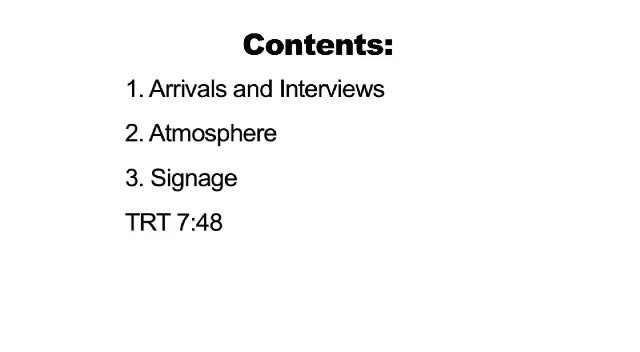 Contents:
1. Arrivals and Interviews
2. Atmosphere
3. Signage
TRT 7:48